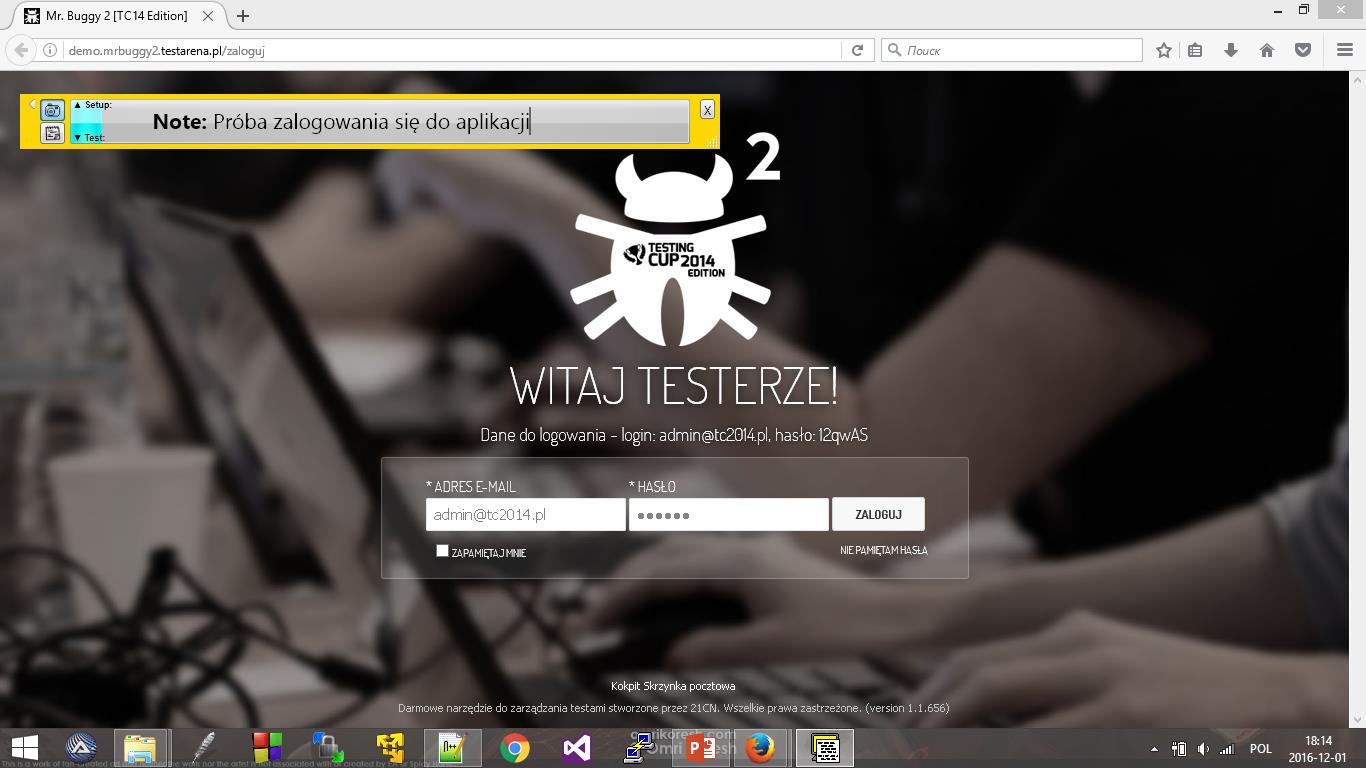 Mr. Buggy 2 [TC14 Edition]
demo.mrbuggy2.testarena.pl/zaloguj
Поиск
▲ Setup:
Note: Próba zalogowania się do aplikacji
X
▼ Test:
2
TESTING
CUP 2014
EDITION
WITAJ TESTERZE!
Dane do logowania - login: admin@tc2014.pl, hasło: 12qwAS
* ADRES E-MAIL * HASŁO
admin@tc2014.pl ●●●●●● ZALOGUJ
ZAPAMIĘTAJ MNIE NIE PAMIĘTAM HASŁA
Kokpit Skrzynka pocztowa
Darmowe narzędzie do zarządzania testami stworzone przez 21CN. Wszelkie prawa zastrzeżone. (version 1.1.656)
POL
18:14
2016-12-01